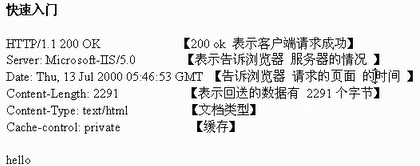 快速入门
HTTP/1.1 200 OK 【200 ok 表示客户端请求成功】
Server: Microsoft-IIS/5.0 【表示告诉浏览器 服务器的情况 】
Date: Thu, 13 Jul 2000 05:46:53 GMT 【告诉浏览器 请求的页面 的时间 】
Content-Length: 2291 【表示回送的数据有 2291 个字节】
Content-Type: text/html 【文档类型】
Cache-control: private 【缓存】
hello